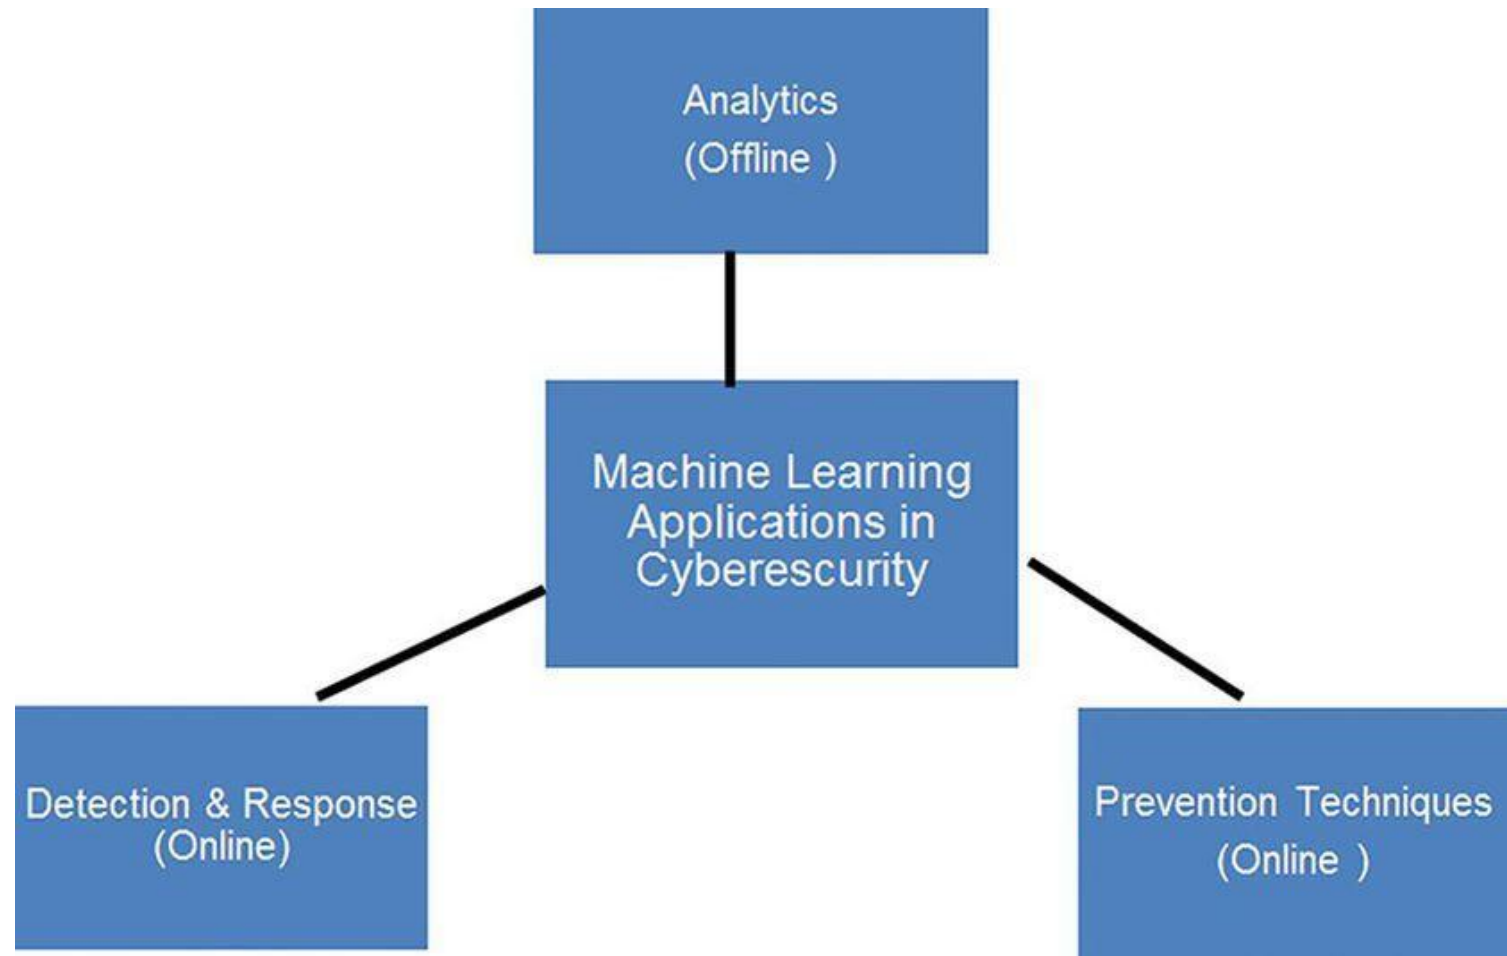 Analytics
(Offline )
Machine Learning
Applications in
Cyberescurity
Detection & Response
(Online)
Prevention Techniques
(Online )